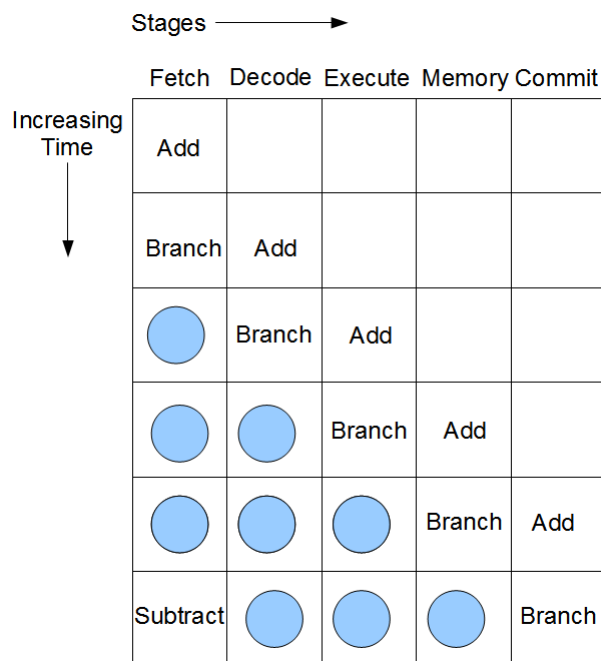 Stages
Fetch Decode Execute Memory Commit
Increasing
Time
Add
Branch Add
Branch Add
Branch Add
Branch Add
Subtract Branch